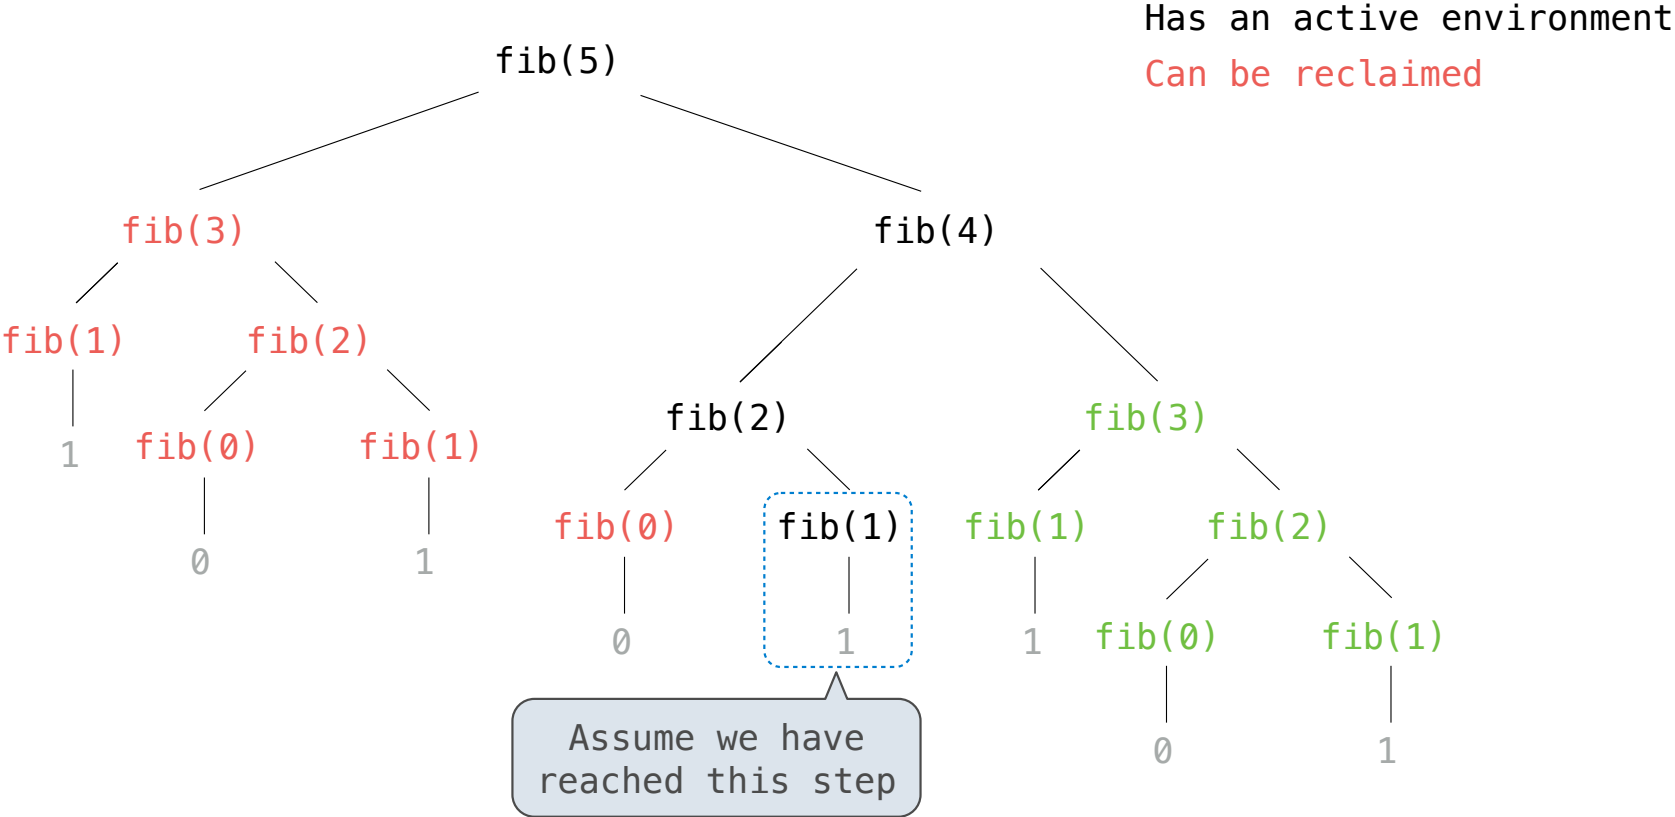 Has an active environment
fib(5)
Can be reclaimed
fib(3)
fib(4)
fib(1)
fib(2)
fib(2)
fib(3)
1
fib(0)
fib(1)
fib(0)
fib(1)
fib(1)
fib(2)
0
1
0
1
1
fib(0)
fib(1)
Assume we have
reached this step
0
1